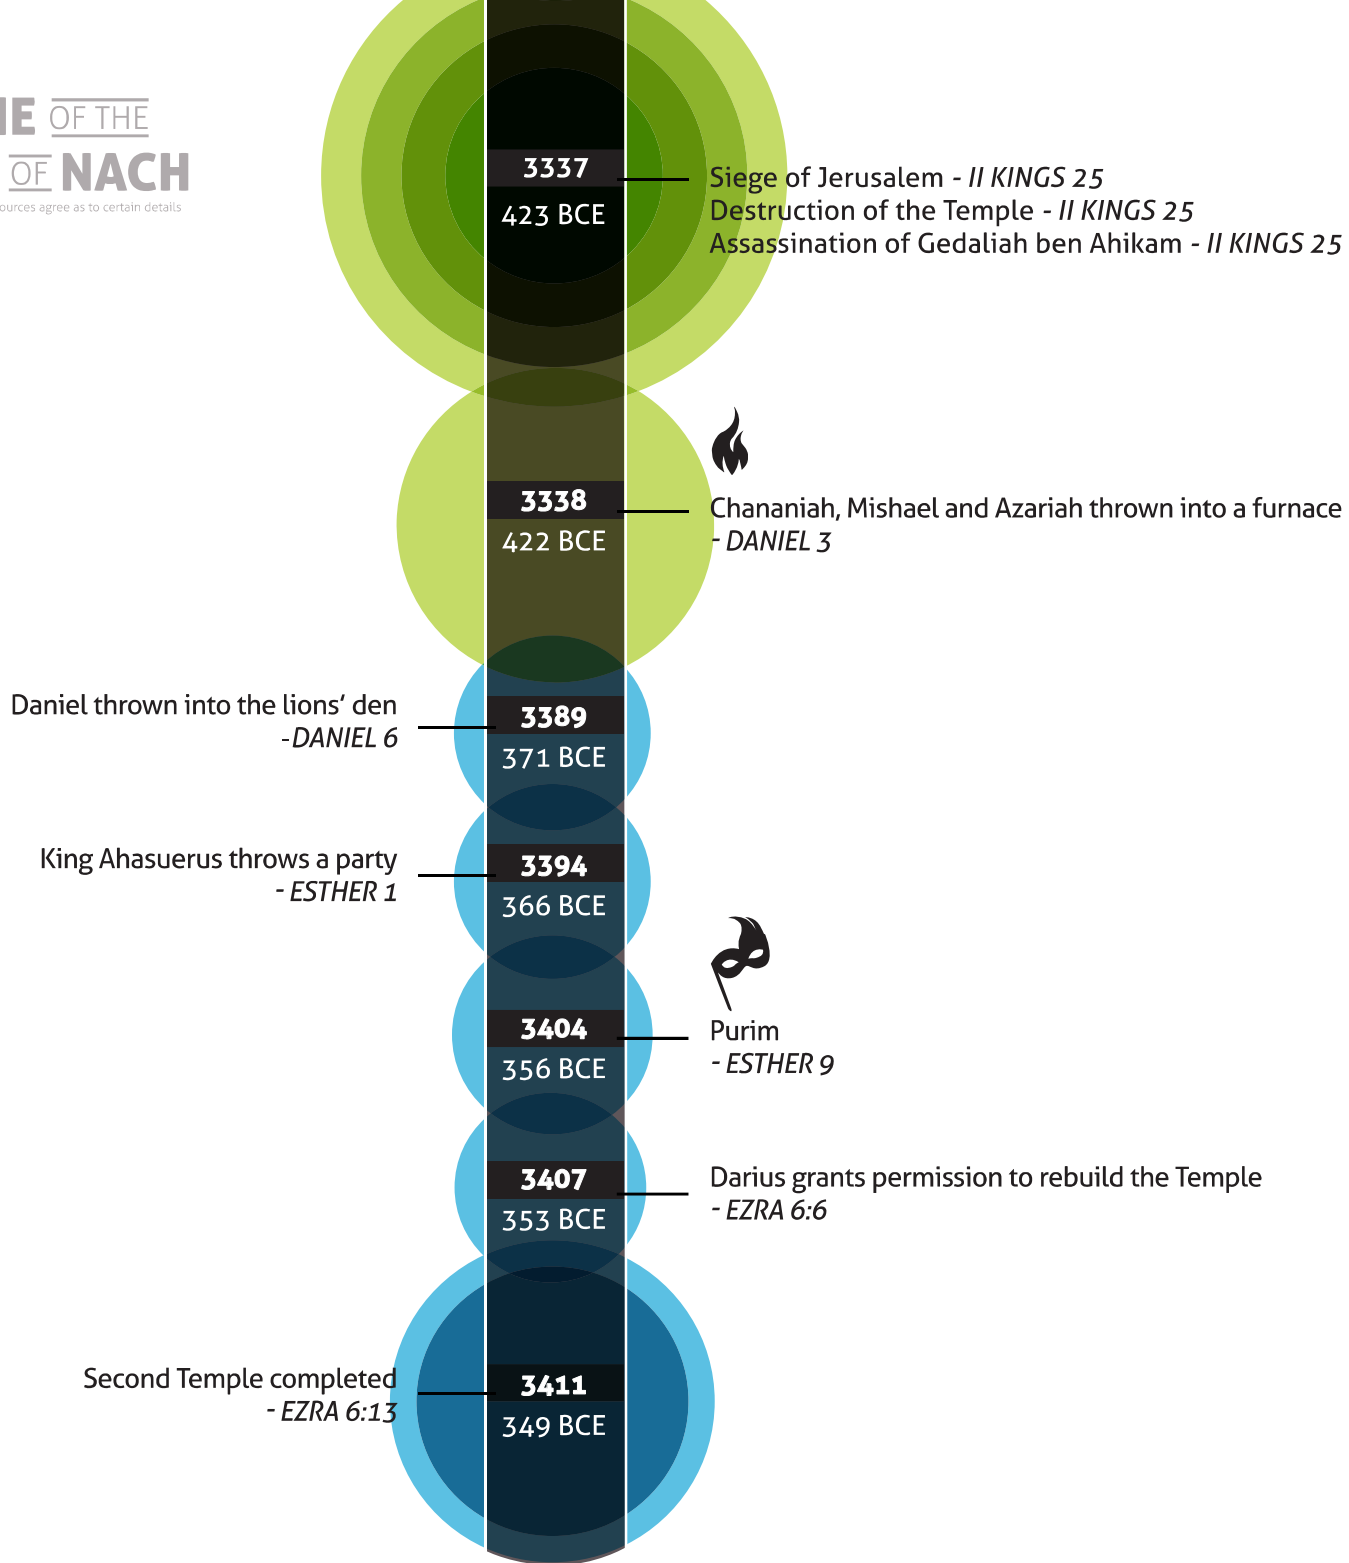 OF THE
OF NACH
ources agree as to certain details
3337
423 BCE
Siege of Jerusalem - II KINGS 25
Destruction of the Temple - II KINGS 25
Assassination of Gedaliah ben Ahikam - II KINGS 25
3338
422 BCE
Chananiah, Mishael and Azariah thrown into a furnace
- DANIEL 3
Daniel thrown into the lions' den
-DANIEL 6
3389
371 BCE
King Ahasuerus throws a party
- ESTHER 1
3394
366 BCE
3404
356 BCE
Purim
- ESTHER 9
3407
353 BCE
Darius grants permission to rebuild the Temple
- EZRA 6:6
Second Temple completed
- EZRA 6:13
3411
349 BCE